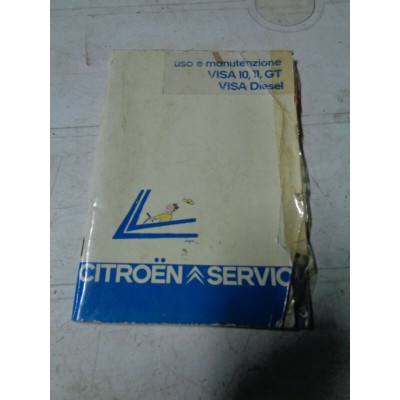 uso e manutenzione
VISA 10, 11, GT
VISA Diesel
CITROËN SERVIC